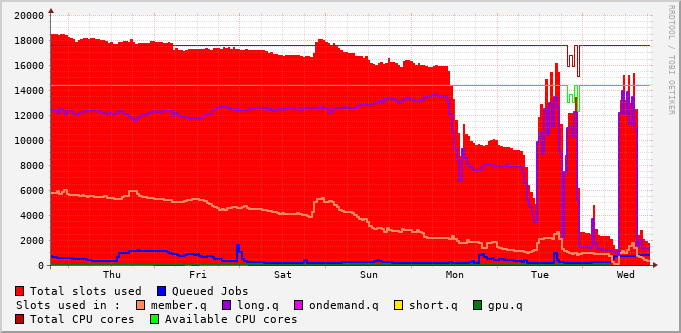 20000
18000
16000
14000
12000
10000
8000
6000
4000
2000
0
Thu Fri Sat Sun Mon Tue Wed
RRDTOOL / TOBI OETIKER
Total slots used Queued Jobs
Slots used in : member.q long.q ondemand.q short.q gpu.q
Total CPU cores Available CPU cores